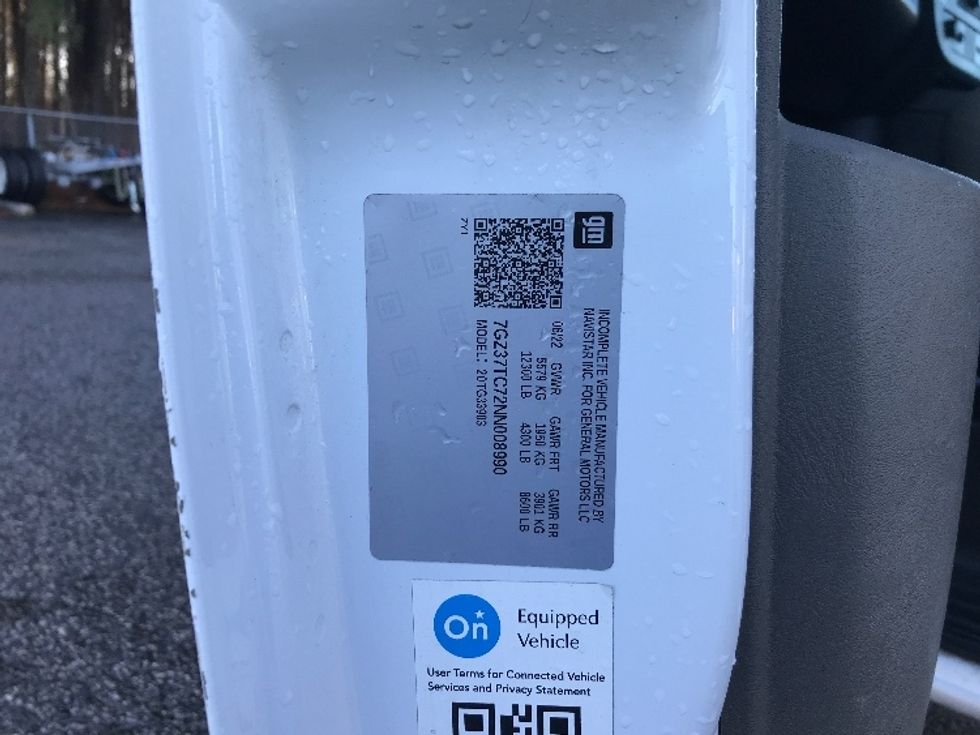 gm
INCOMPLETE VEHICLE MANUFACTURED BY
NAVISTAR INC. FOR GENERAL MOTORS LLC
06/22 GVWR GAWR FRT GAWR RR
5579 KG 1950 KG 3901 KG
12300 LB 4300 LB 8600 LB
7GZ37TC72NN008990
MODEL: 20TG33903
7Y1
On
Equipped
Vehicle
User Terms for Connected Vehicle
Services and Privacy Statement